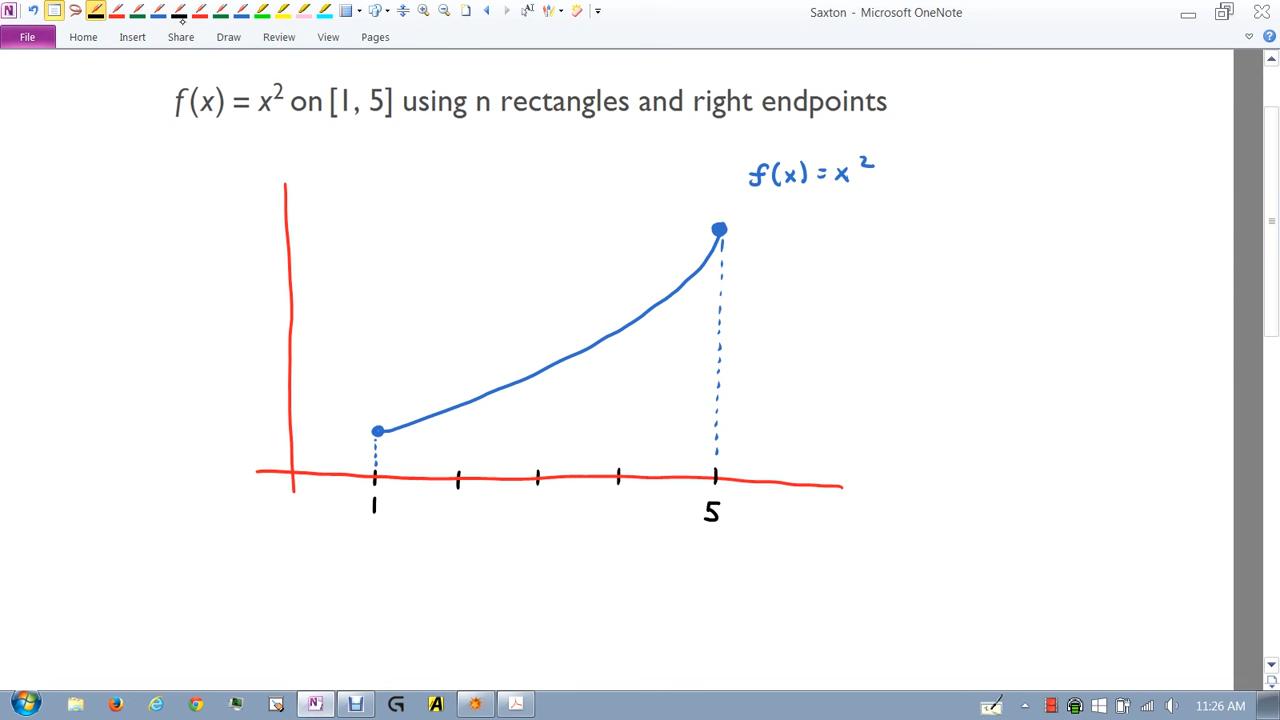 Saxton - Microsoft OneNote
File Home Insert Share Draw Review View Pages
f(x) = x² on [1, 5] using n rectangles and right endpoints
f(x) = x²
1 5
11:26 AM